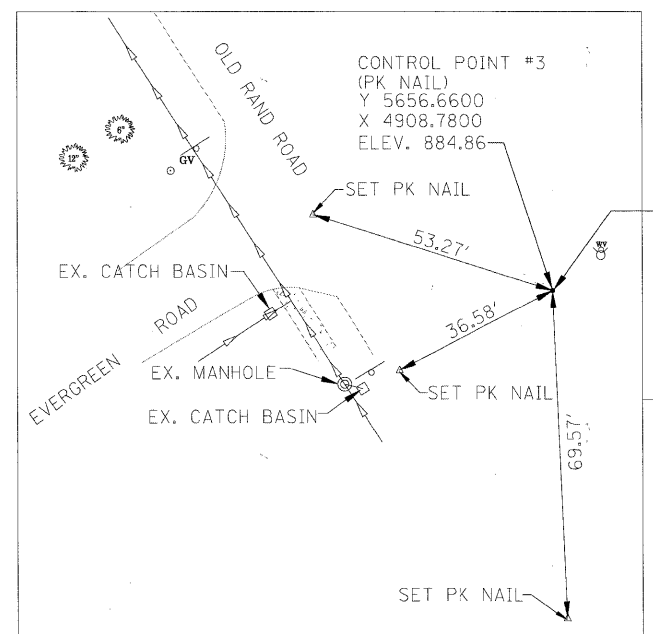 OLD RAND ROAD
CONTROL POINT #3
(PK NAIL)
Y 5656.6600
X 4908.7800
ELEV. 884.86
6"
12"
GV
SET PK NAIL
WV
53.27'
EX. CATCH BASIN
36.58'
EVERGREEN ROAD
EX. MANHOLE
SET PK NAIL
EX. CATCH BASIN
69.57'
SET PK NAIL